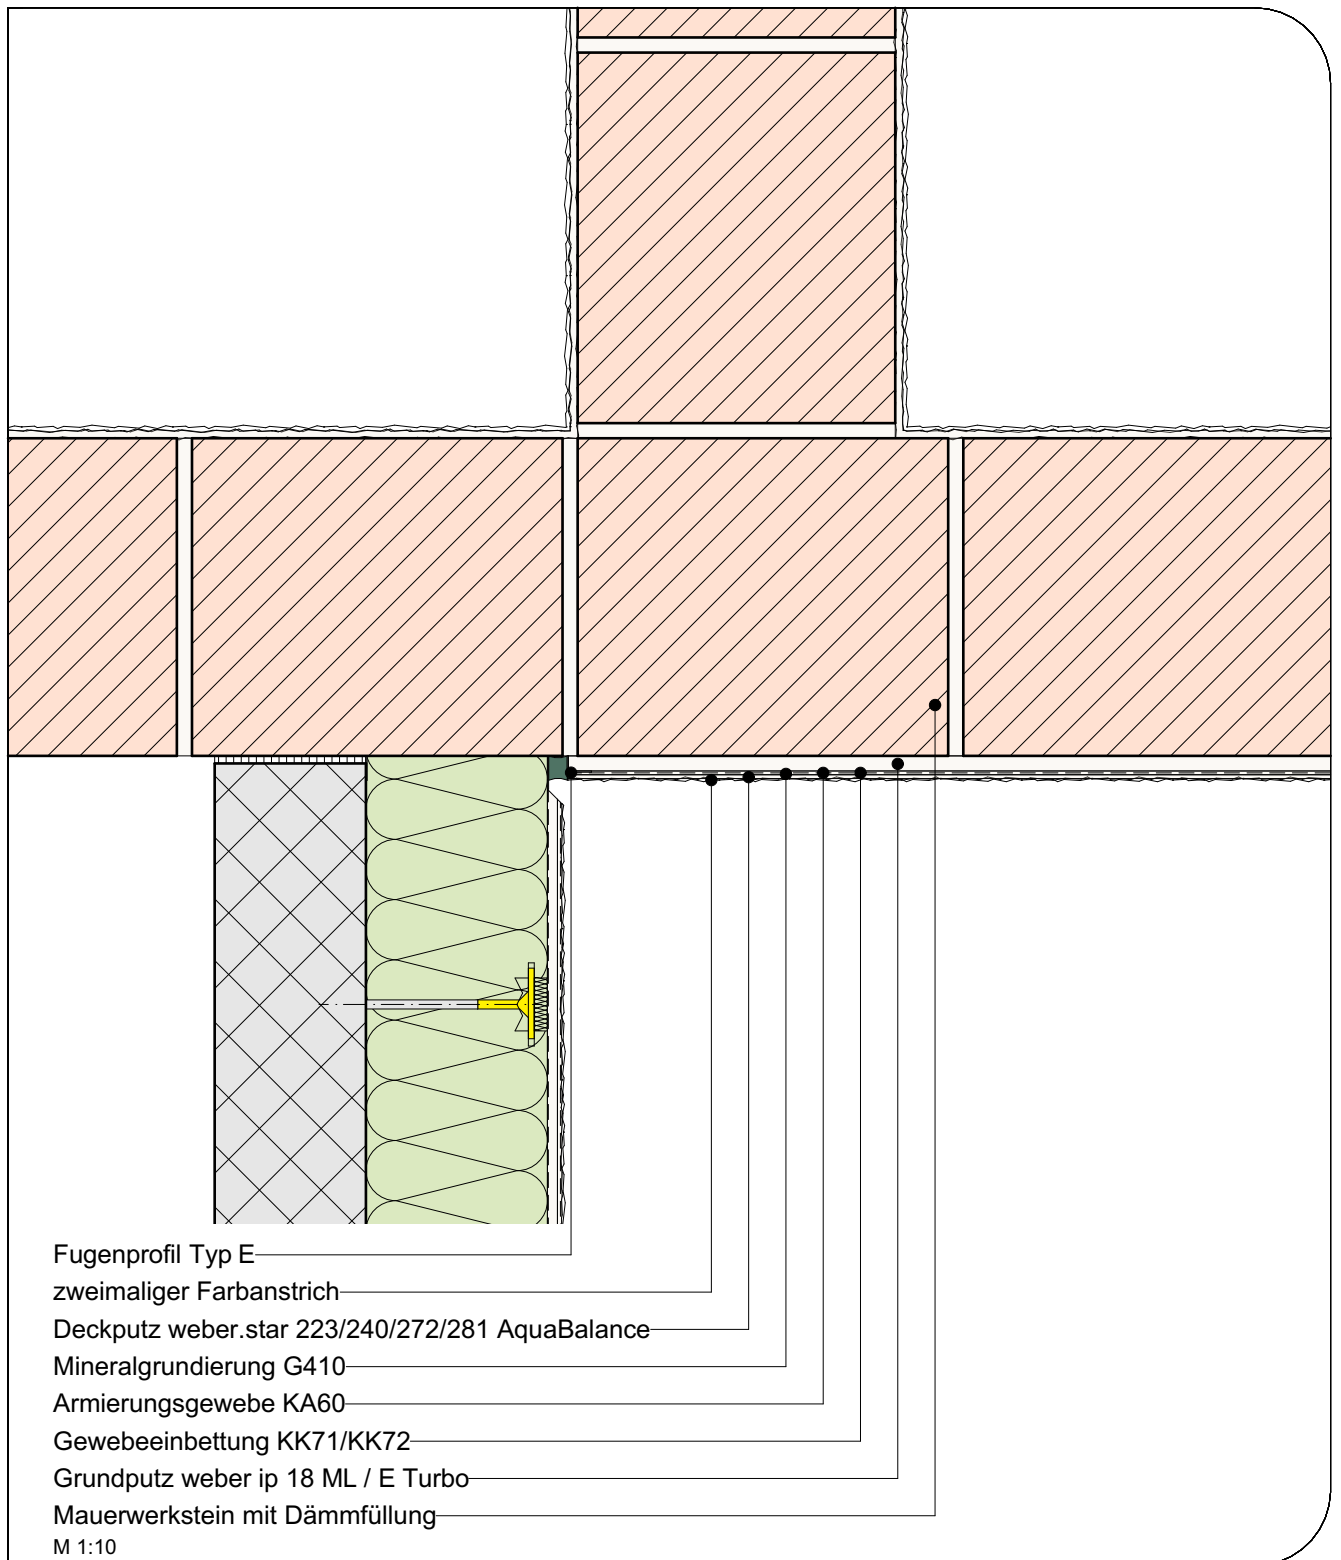 Fugenprofil Typ E
zweimaliger Farbanstrich
Deckputz weber.star 223/240/272/281 AquaBalance
Mineralgrundierung G410
Armierungsgewebe KA60
Gewebeeinbettung KK71/KK72
Grundputz weber ip 18 ML / E Turbo
Mauerwerkstein mit Dämmfüllung
M 1:10